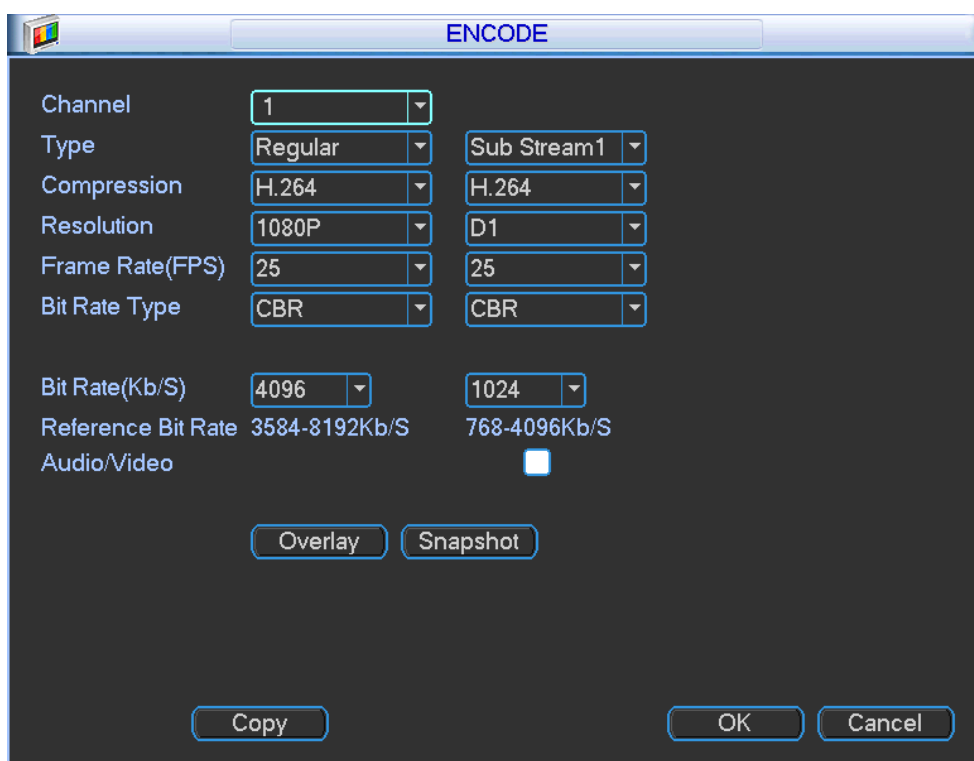 ENCODE
Channel 1
Type Regular Sub Stream1
Compression H.264 H.264
Resolution 1080P D1
Frame Rate(FPS) 25 25
Bit Rate Type CBR CBR
Bit Rate(Kb/S) 4096 1024
Reference Bit Rate 3584-8192Kb/S 768-4096Kb/S
Audio/Video
Overlay Snapshot
Copy OK Cancel